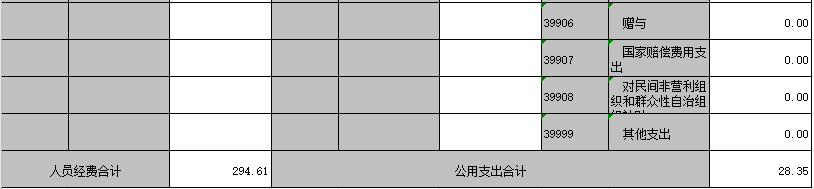 39906 赠与 0.00
39907 国家赔偿费用支
出 0.00
39908 对民间非营利组
织和群众性自治组 0.00
39999 其他支出 0.00
人员经费合计 294.61 公用支出合计 28.35